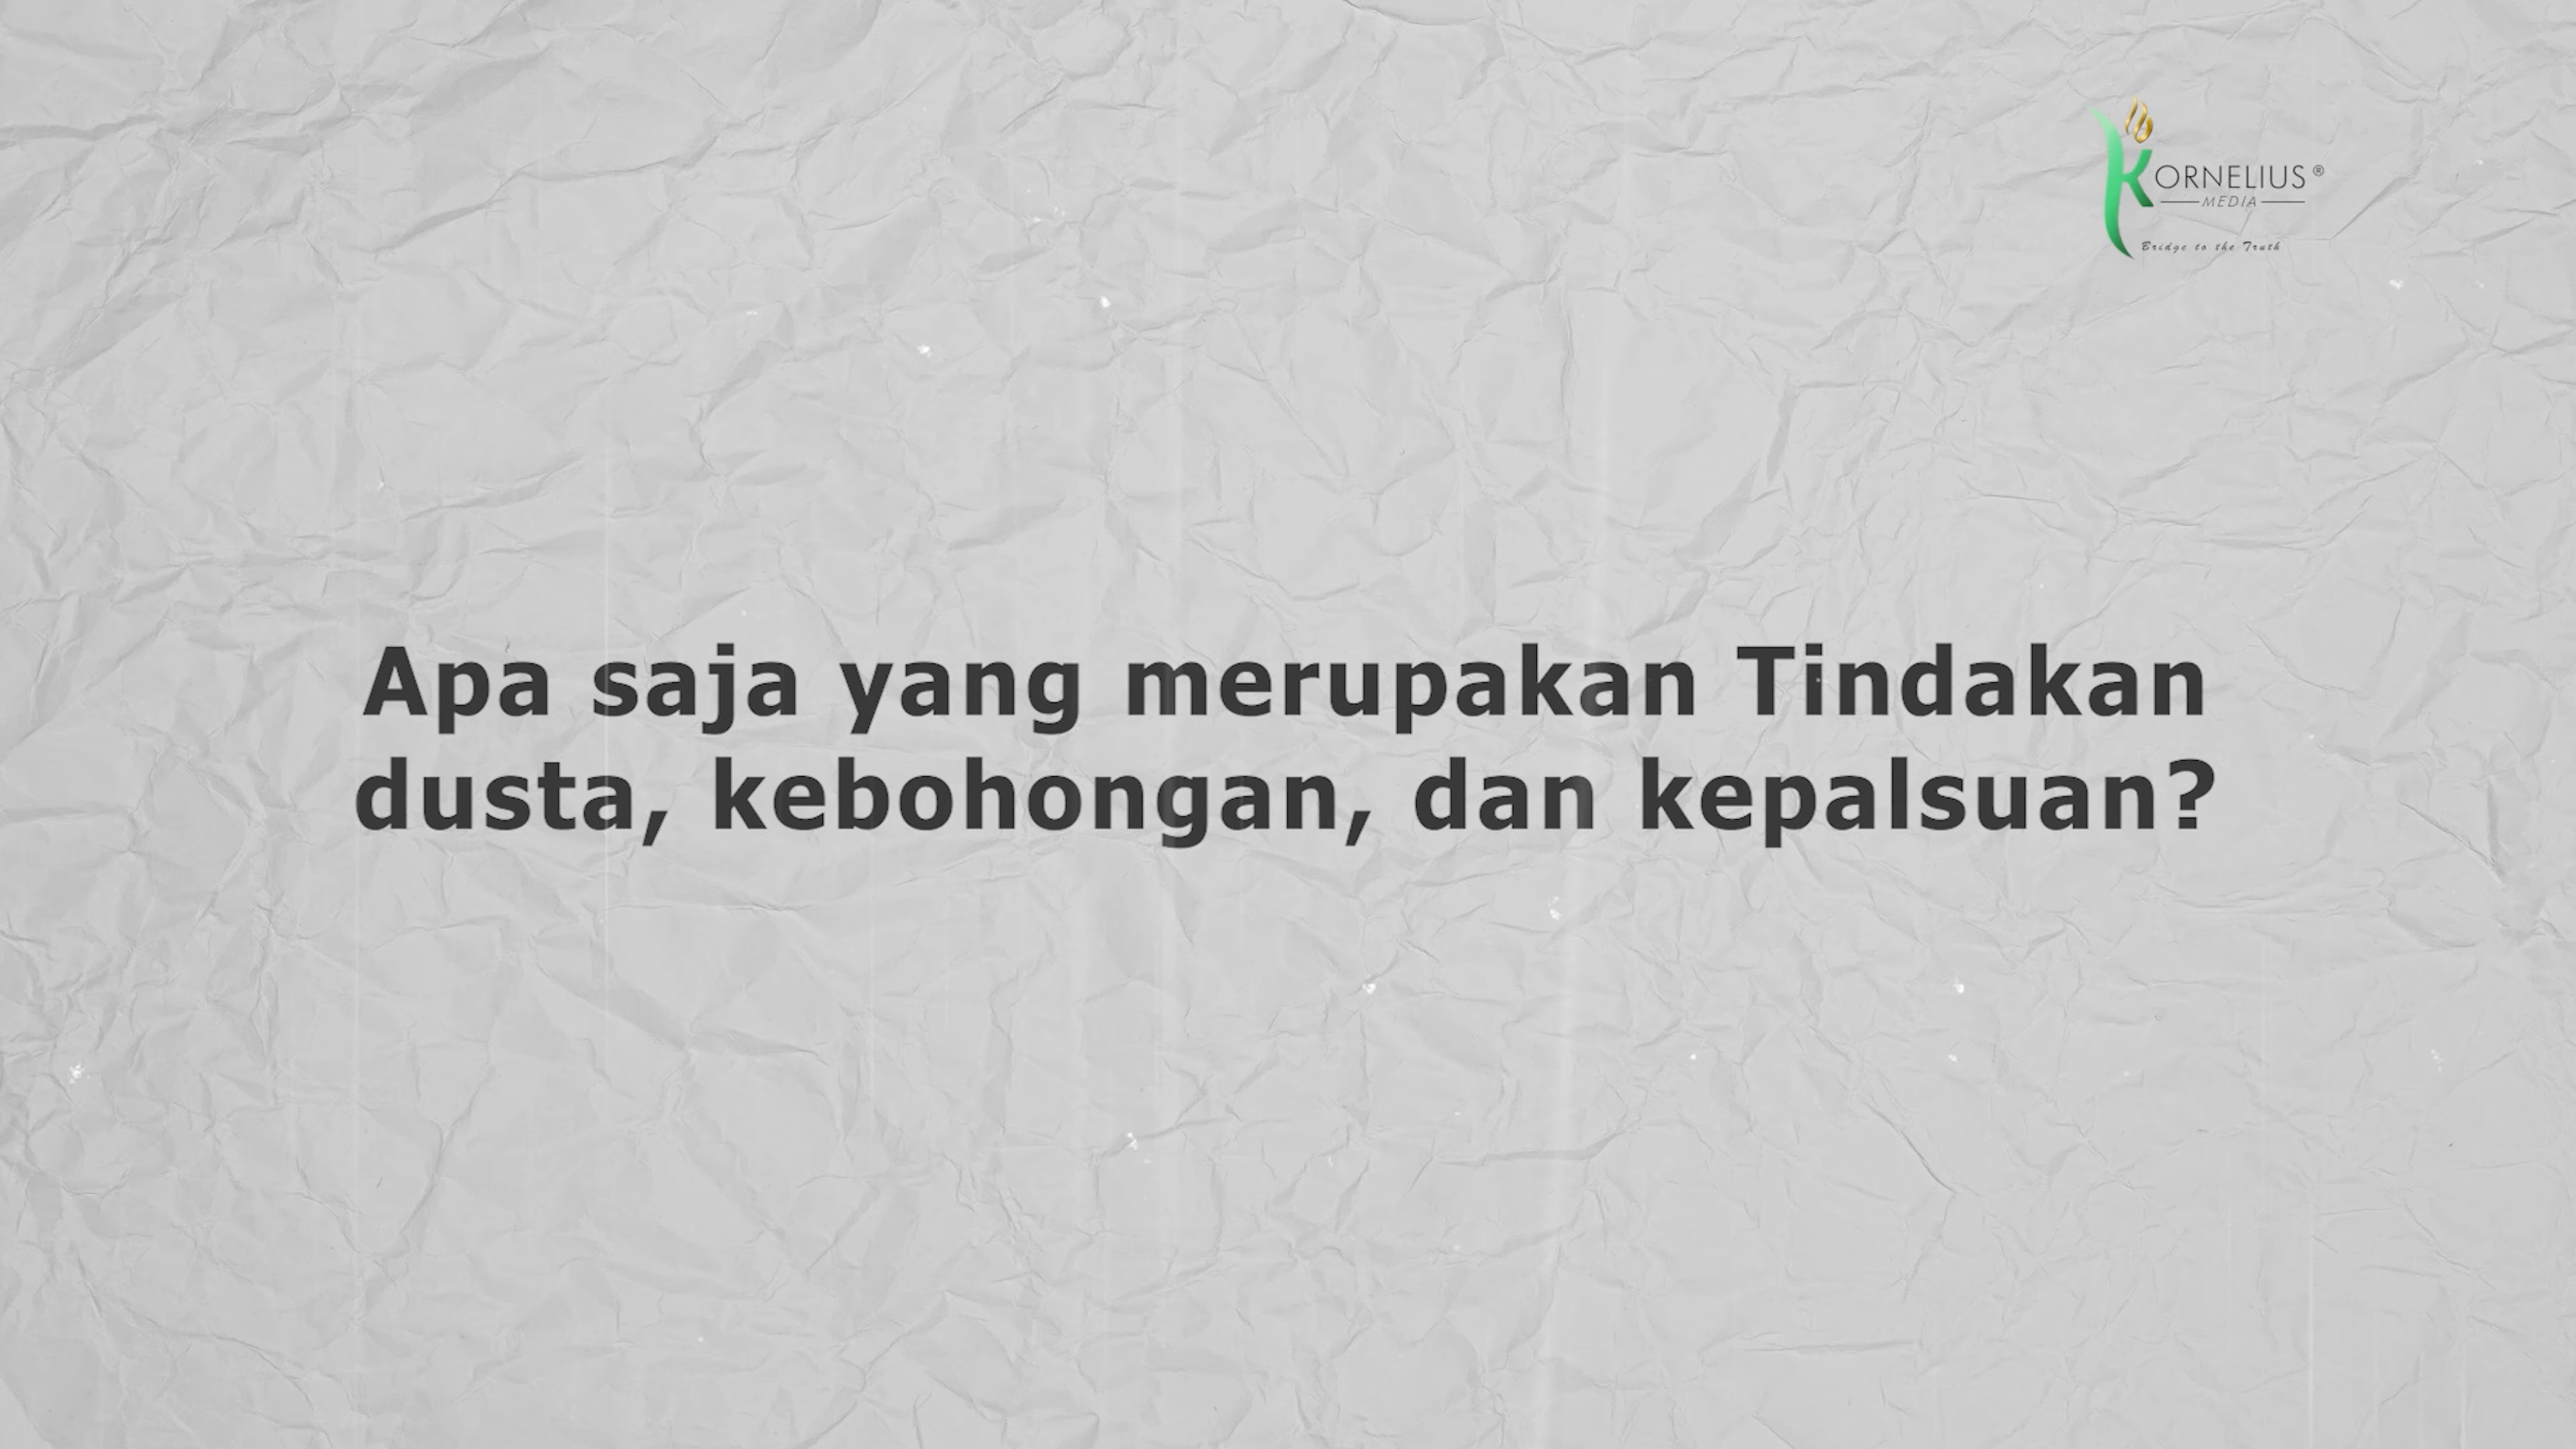 KORNELIUS ®
MEDIA
Bridge to the Truth
Apa saja yang merupakan Tindakan
dusta, kebohongan, dan kepalsuan?